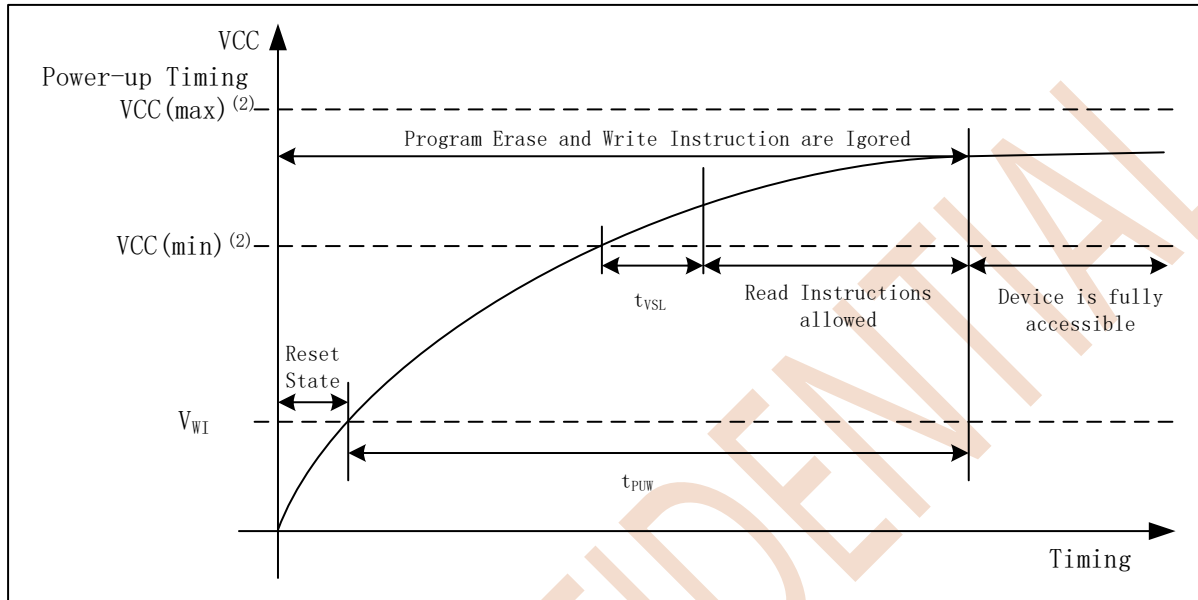 VCC
Power-up Timing
VCC(max)(2)
Program Erase and Write Instruction are Igored
VCC(min)(2)
tVSL
Read Instructions
allowed
Device is fully
accessible
Reset
State
VWI
tPUW
Timing